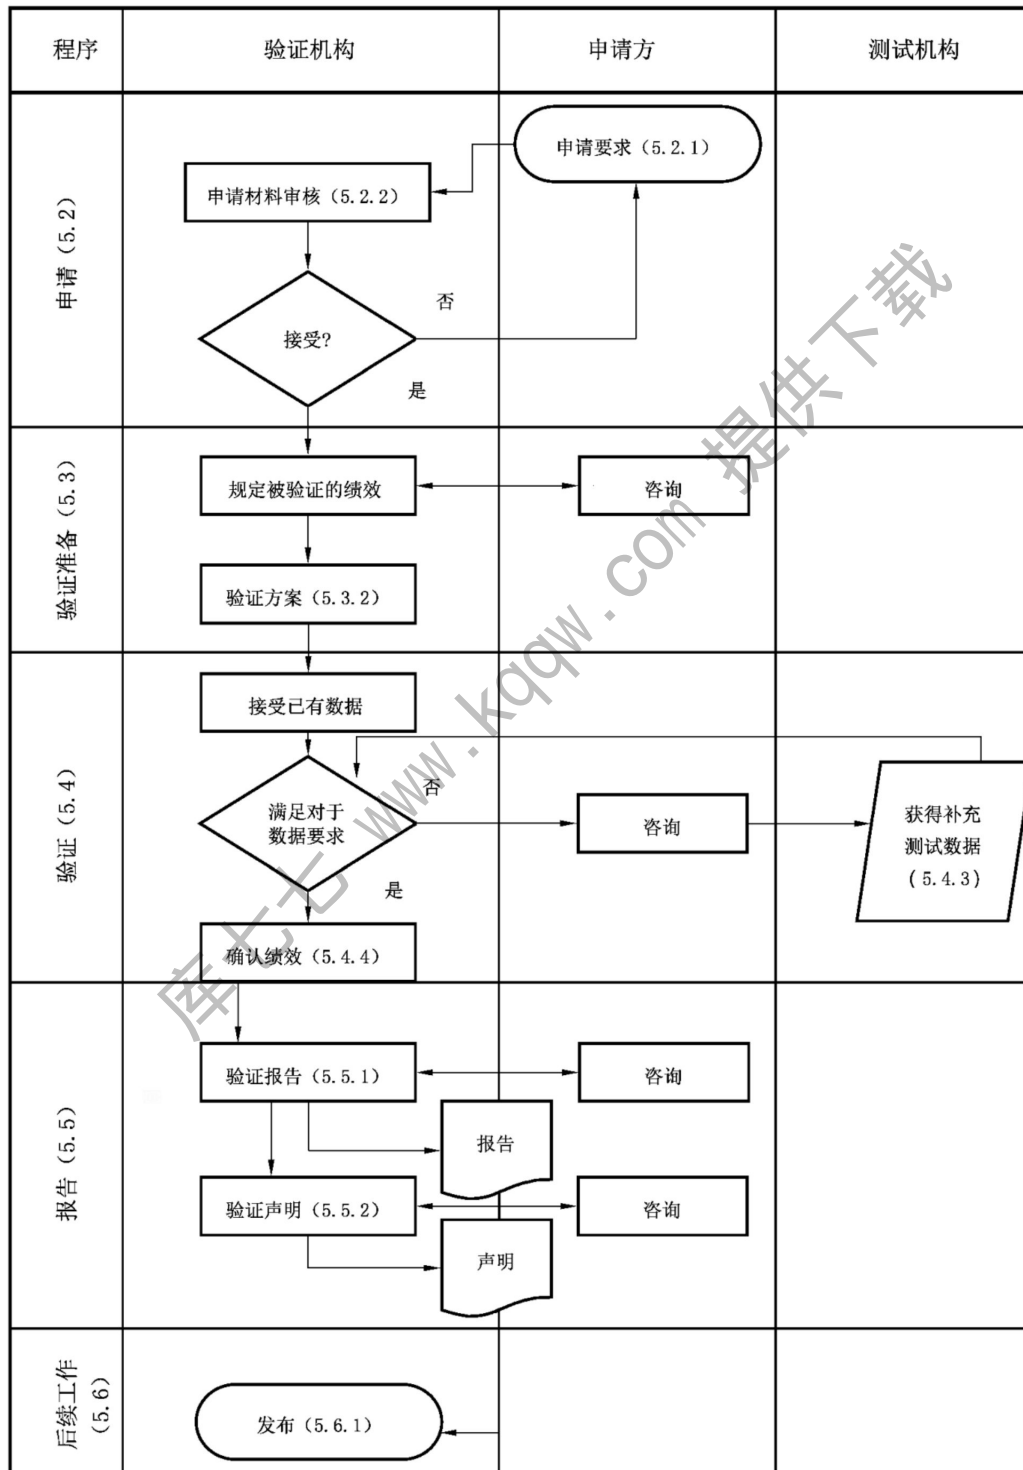 程序
验证机构
申请方
测试机构
申请（5.2）
申请要求（5.2.1）
申请材料审核（5.2.2）
接受?
否
是
验证准备（5.3）
规定被验证的绩效
咨询
验证方案（5.3.2）
验证（5.4）
接受已有数据
满足对于
数据要求
否
是
咨询
获得补充
测试数据
(5.4.3)
确认绩效（5.4.4）
报告（5.5）
验证报告（5.5.1）
咨询
报告
验证声明（5.5.2）
咨询
声明
后续工作
（5.6）
发布（5.6.1）
库七七 www.kqqw.com 提供下载